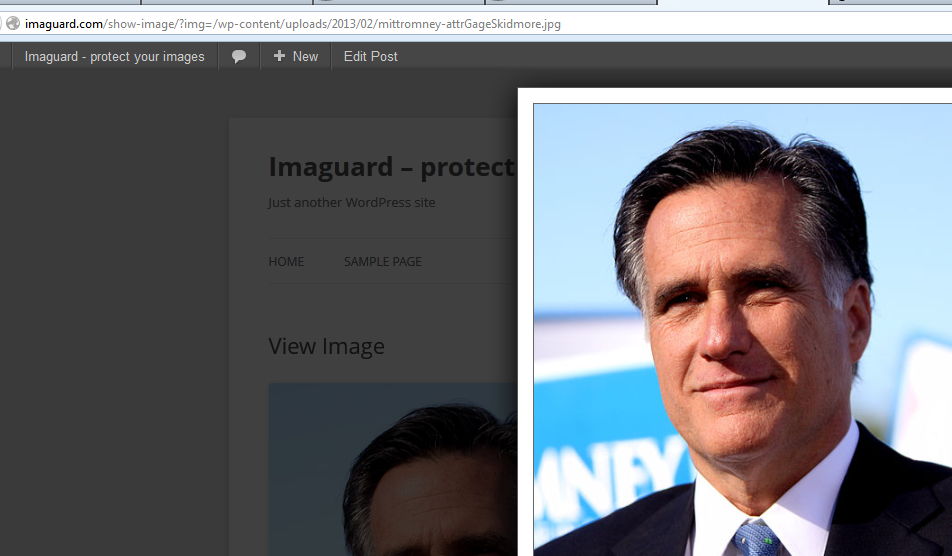 imaguard.com/show-image/?img=/wp-content/uploads/2013/02/mittromney-attrGageSkidmore.jpg
Imaguard - protect your images New Edit Post
Imaguard – protect
Just another WordPress site
HOME SAMPLE PAGE
View Image
MNEY